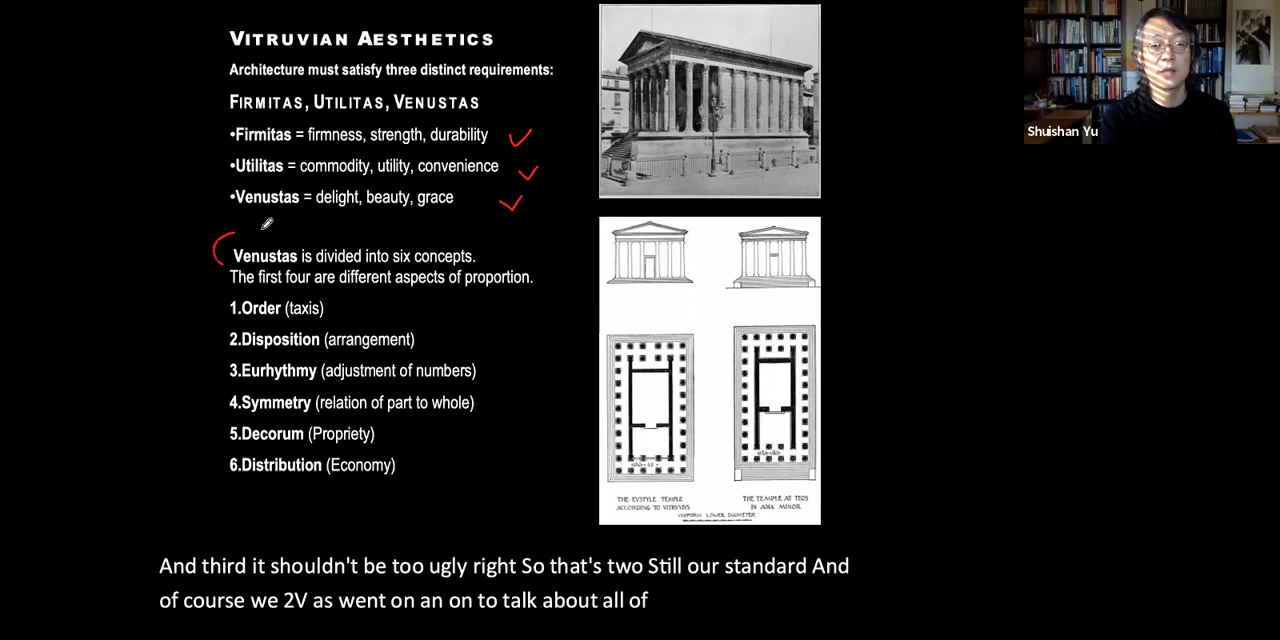 VITRUVIAN AESTHETICS
Architecture must satisfy three distinct requirements:
FIRMITAS, UTILITAS, VENUSTAS
•Firmitas = firmness, strength, durability
•Utilitas = commodity, utility, convenience
•Venustas = delight, beauty, grace
Venustas is divided into six concepts.
The first four are different aspects of proportion.
1.Order (taxis)
2.Disposition (arrangement)
3.Eurhythmy (adjustment of numbers)
4.Symmetry (relation of part to whole)
5.Decorum (Propriety)
6.Distribution (Economy)
THE EVSTYLE TEMPLE
ACCORDING TO VITRVVIVS
THE TEMPLE AT TEOS
IN ASIA MINOR
VNIFORM LOWER DIAMETER
Shuishan Yu
And third it shouldn't be too ugly right So that's two Still our standard And
of course we 2V as went on an on to talk about all of